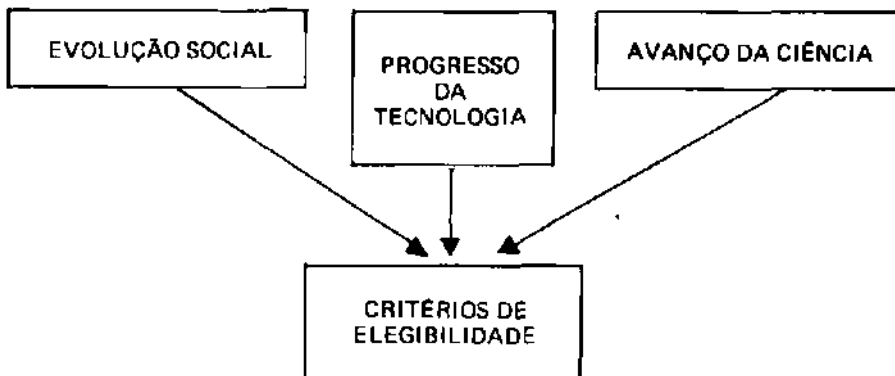 EVOLUÇÃO SOCIAL
PROGRESSO
DA
TECNOLOGIA
AVANÇO DA CIÊNCIA
CRITÉRIOS DE
ELEGIBILIDADE